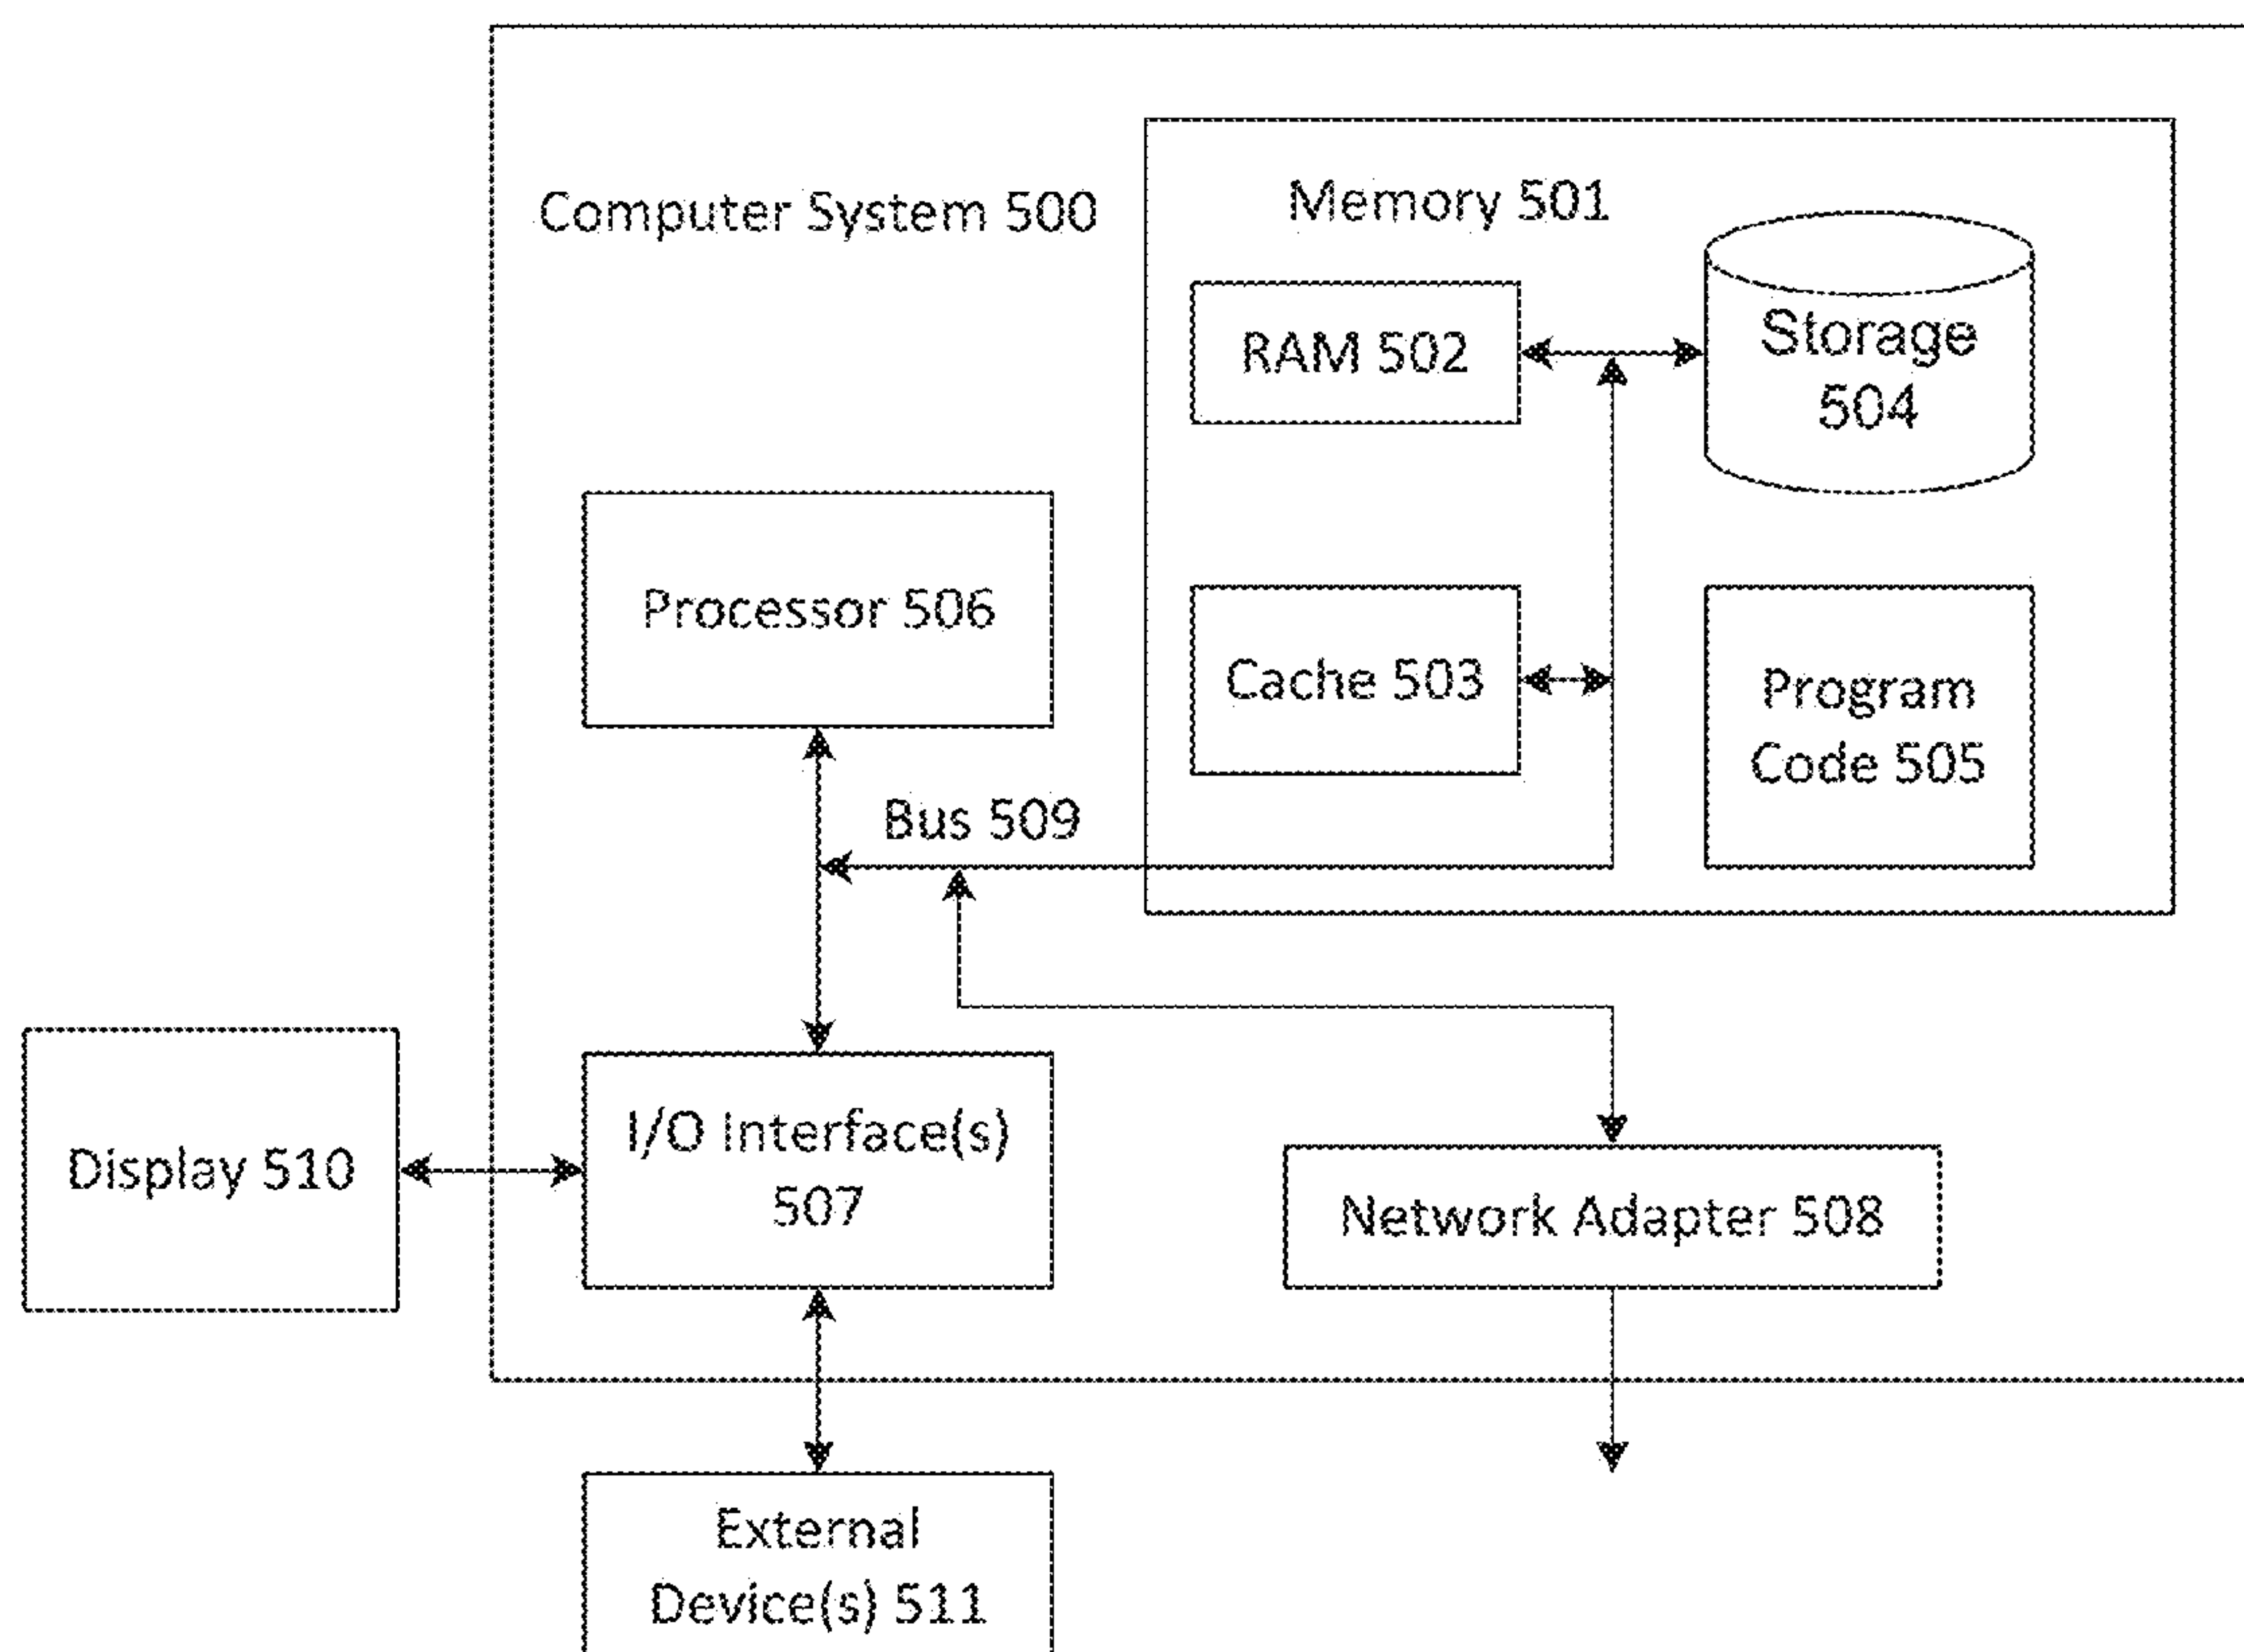 Computer System 500
Memory 501
RAM 502
Storage
504
Processor 506
Cache 503
Program
Code 505
Bus 509
Display 510
I/O Interface(s)
507
Network Adapter 508
External
Device(s) 511